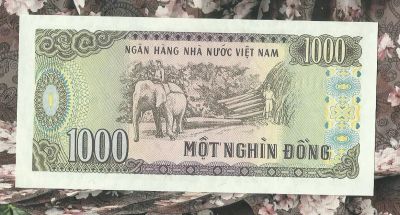 NGÂN HÀNG NHÀ NƯỚC VIỆT NAM
1000
1000
MỘT NGHÌN ĐỒNG